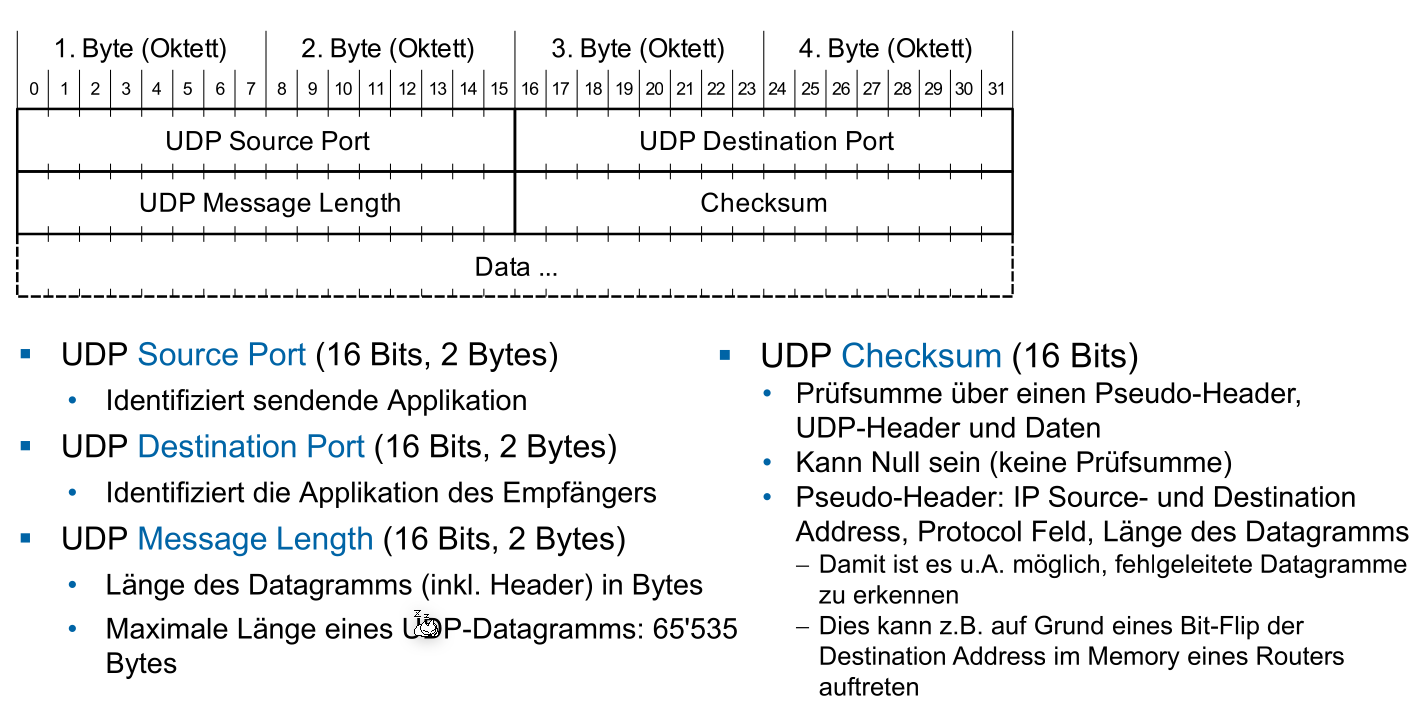 1. Byte (Oktett) 2. Byte (Oktett) 3. Byte (Oktett) 4. Byte (Oktett)
0 1 2 3 4 5 6 7 8 9 10 11 12 13 14 15 16 17 18 19 20 21 22 23 24 25 26 27 28 29 30 31
UDP Source Port UDP Destination Port
UDP Message Length Checksum
Data ...
▪ UDP Source Port (16 Bits, 2 Bytes)
• Identifiziert sendende Applikation
▪ UDP Destination Port (16 Bits, 2 Bytes)
• Identifiziert die Applikation des Empfängers
▪ UDP Message Length (16 Bits, 2 Bytes)
• Länge des Datagramms (inkl. Header) in Bytes
• Maximale Länge eines UDP-Datagramms: 65'535
Bytes
▪ UDP Checksum (16 Bits)
• Prüfsumme über einen Pseudo-Header,
UDP-Header und Daten
• Kann Null sein (keine Prüfsumme)
• Pseudo-Header: IP Source- und Destination
Address, Protocol Feld, Länge des Datagramms
– Damit ist es u.A. möglich, fehlgeleitete Datagramme
zu erkennen
– Dies kann z.B. auf Grund eines Bit-Flip der
Destination Address im Memory eines Routers
auftreten